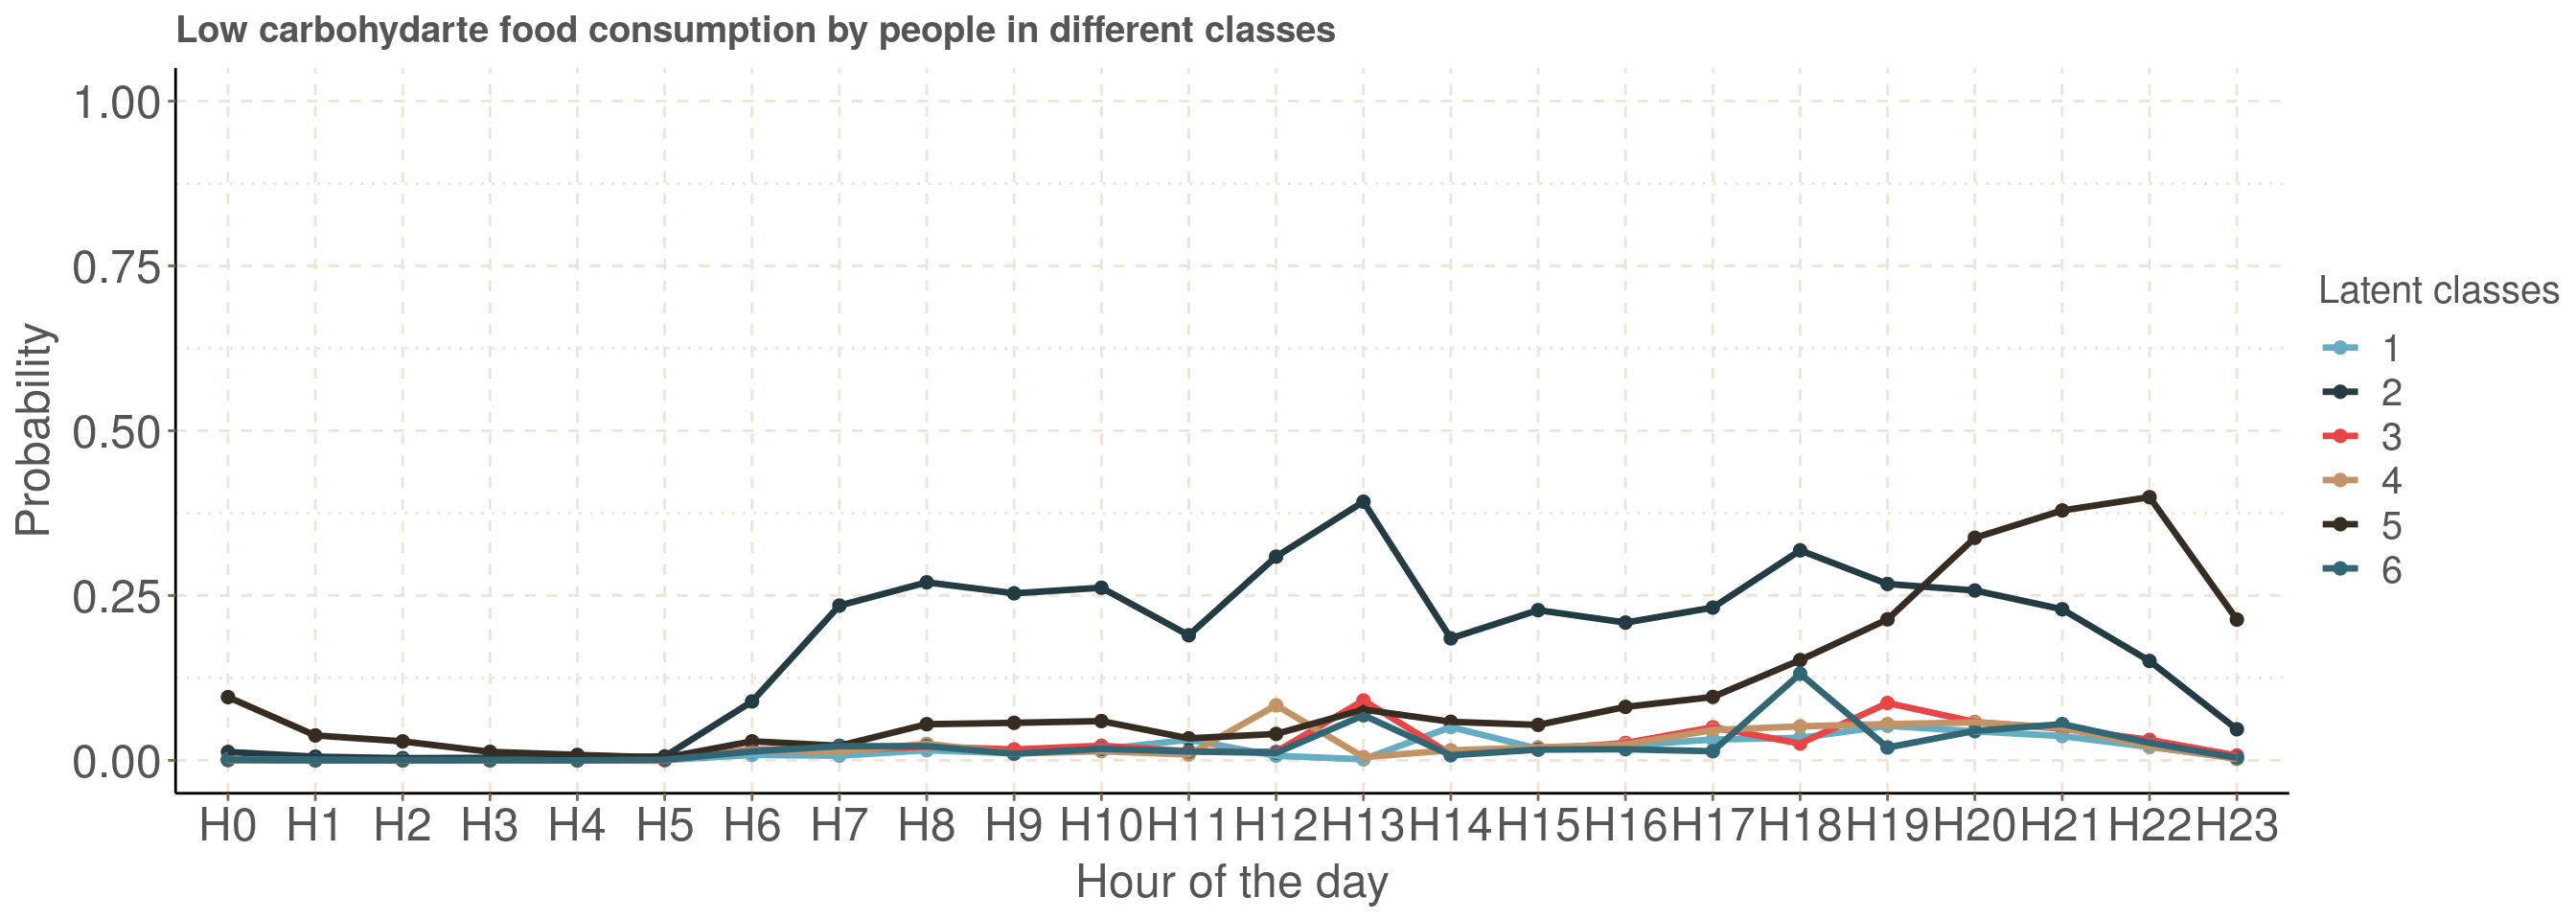 Low carbohydarte food consumption by people in different classes
1.00
0.75
0.50
0.25
0.00
Probability
H0 H1 H2 H3 H4 H5 H6 H7 H8 H9 H10 H11 H12 H13 H14 H15 H16 H17 H18 H19 H20 H21 H22 H23
Hour of the day
Latent classes
1
2
3
4
5
6